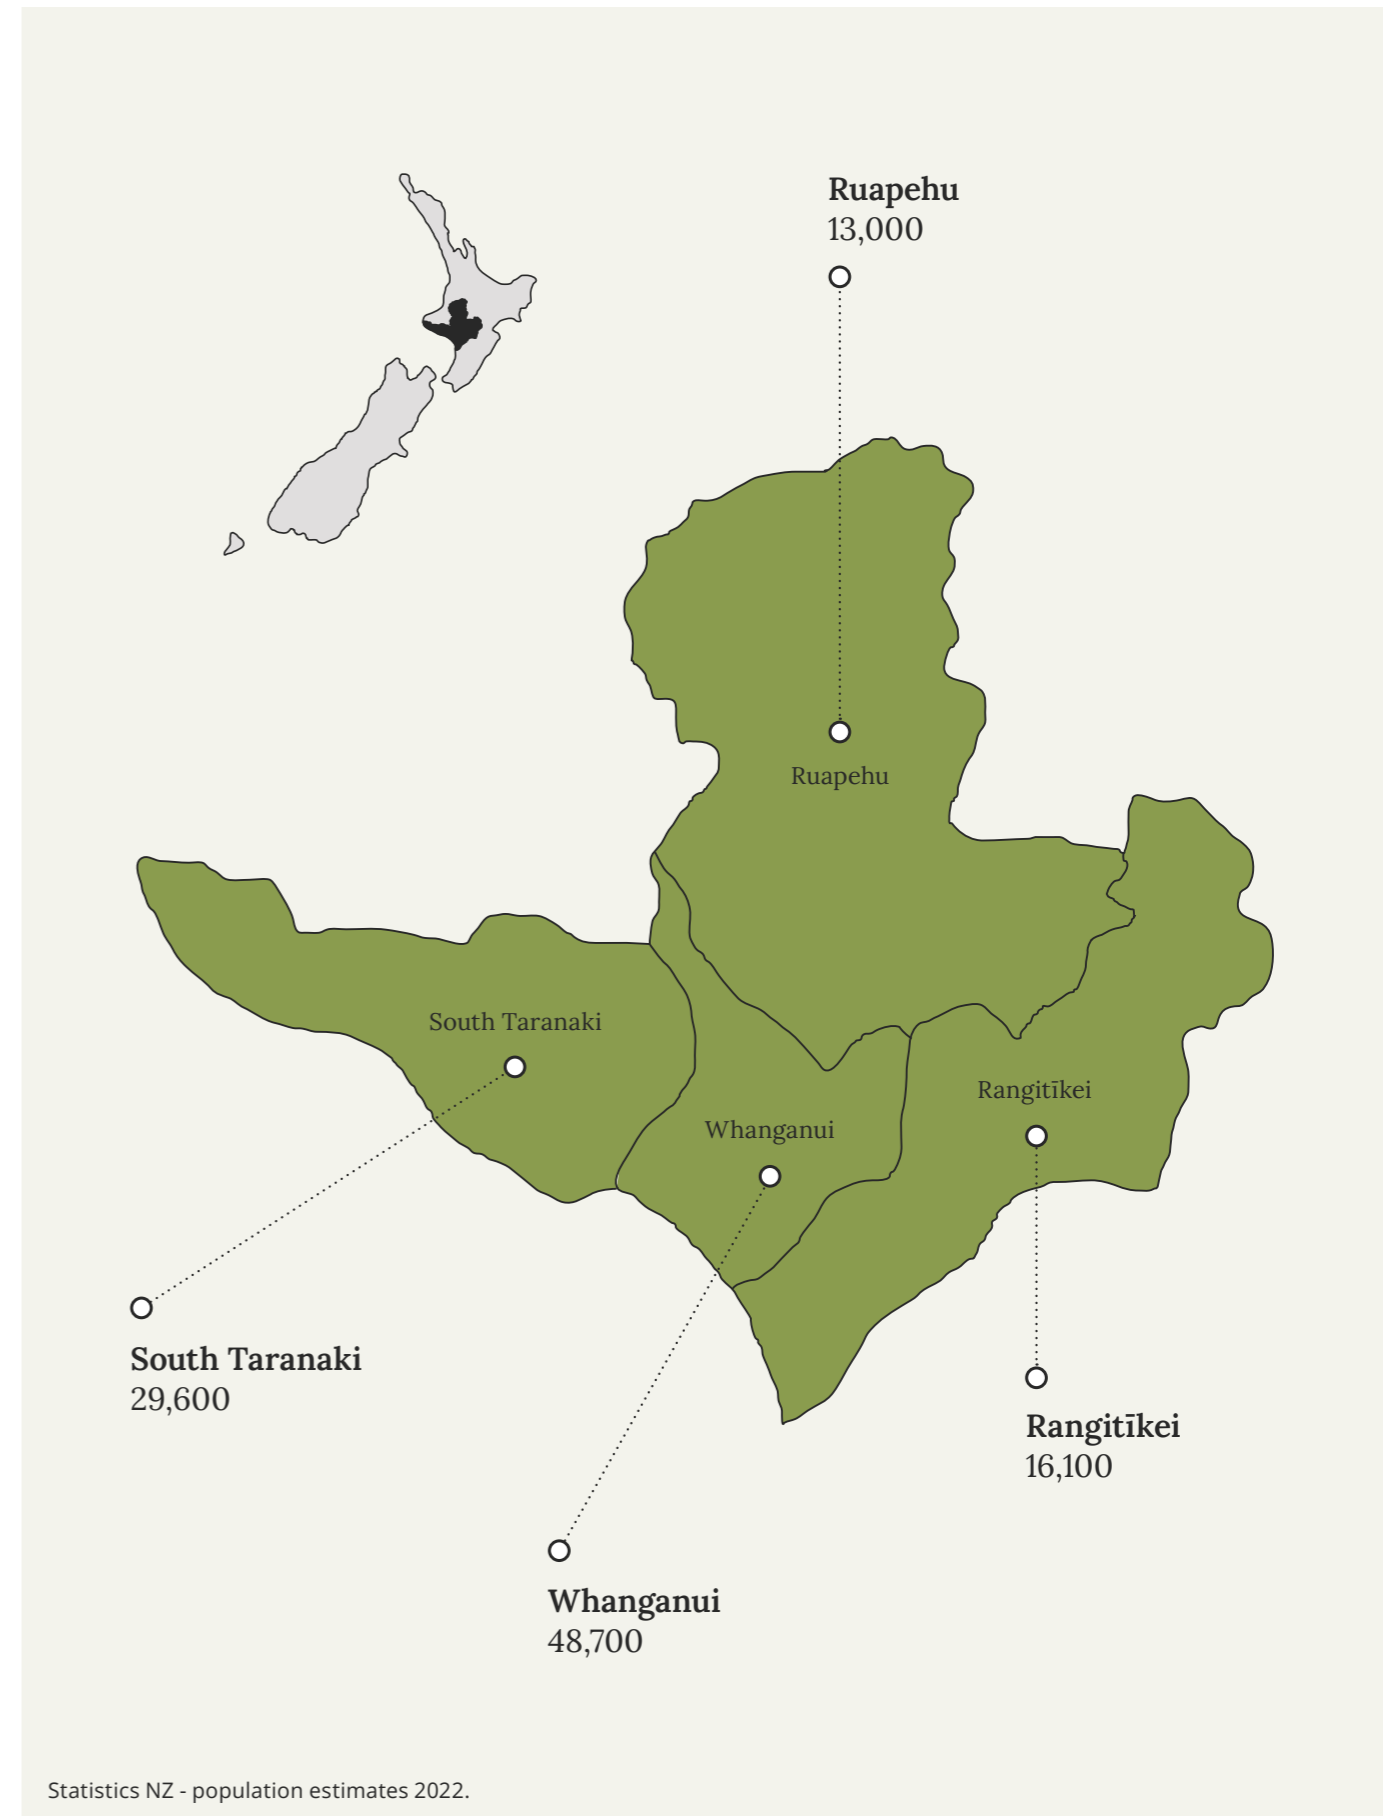 Ruapehu
13,000
Ruapehu
South Taranaki
Rangitīkei
Whanganui
South Taranaki
29,600
Rangitīkei
16,100
Whanganui
48,700
Statistics NZ - population estimates 2022.